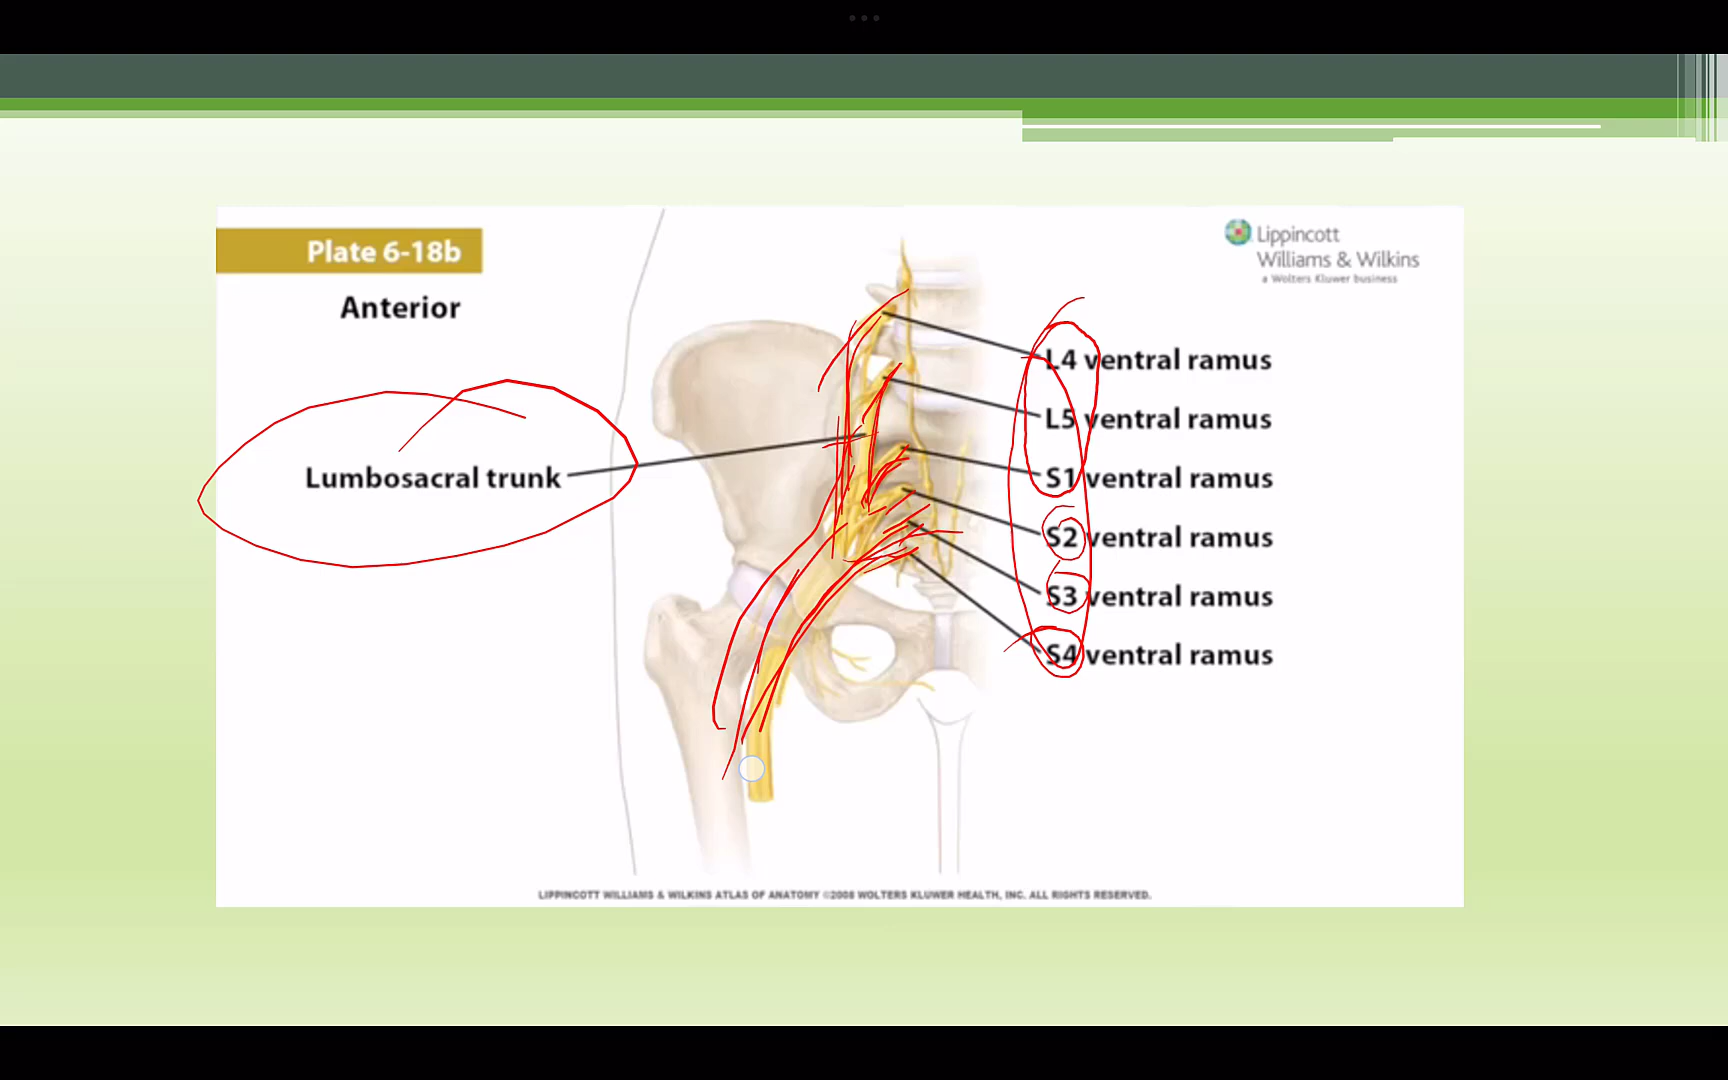 Plate 6-18b
Anterior
Lippincott
Williams & Wilkins
a Wolters Kluwer business
L4 ventral ramus
L5 ventral ramus
Lumbosacral trunk
S1 ventral ramus
S2 ventral ramus
S3 ventral ramus
S4 ventral ramus
LIPPINCOTT WILLIAMS & WILKINS ATLAS OF ANATOMY ©2008 WOLTERS KLUWER HEALTH, INC. ALL RIGHTS RESERVED.